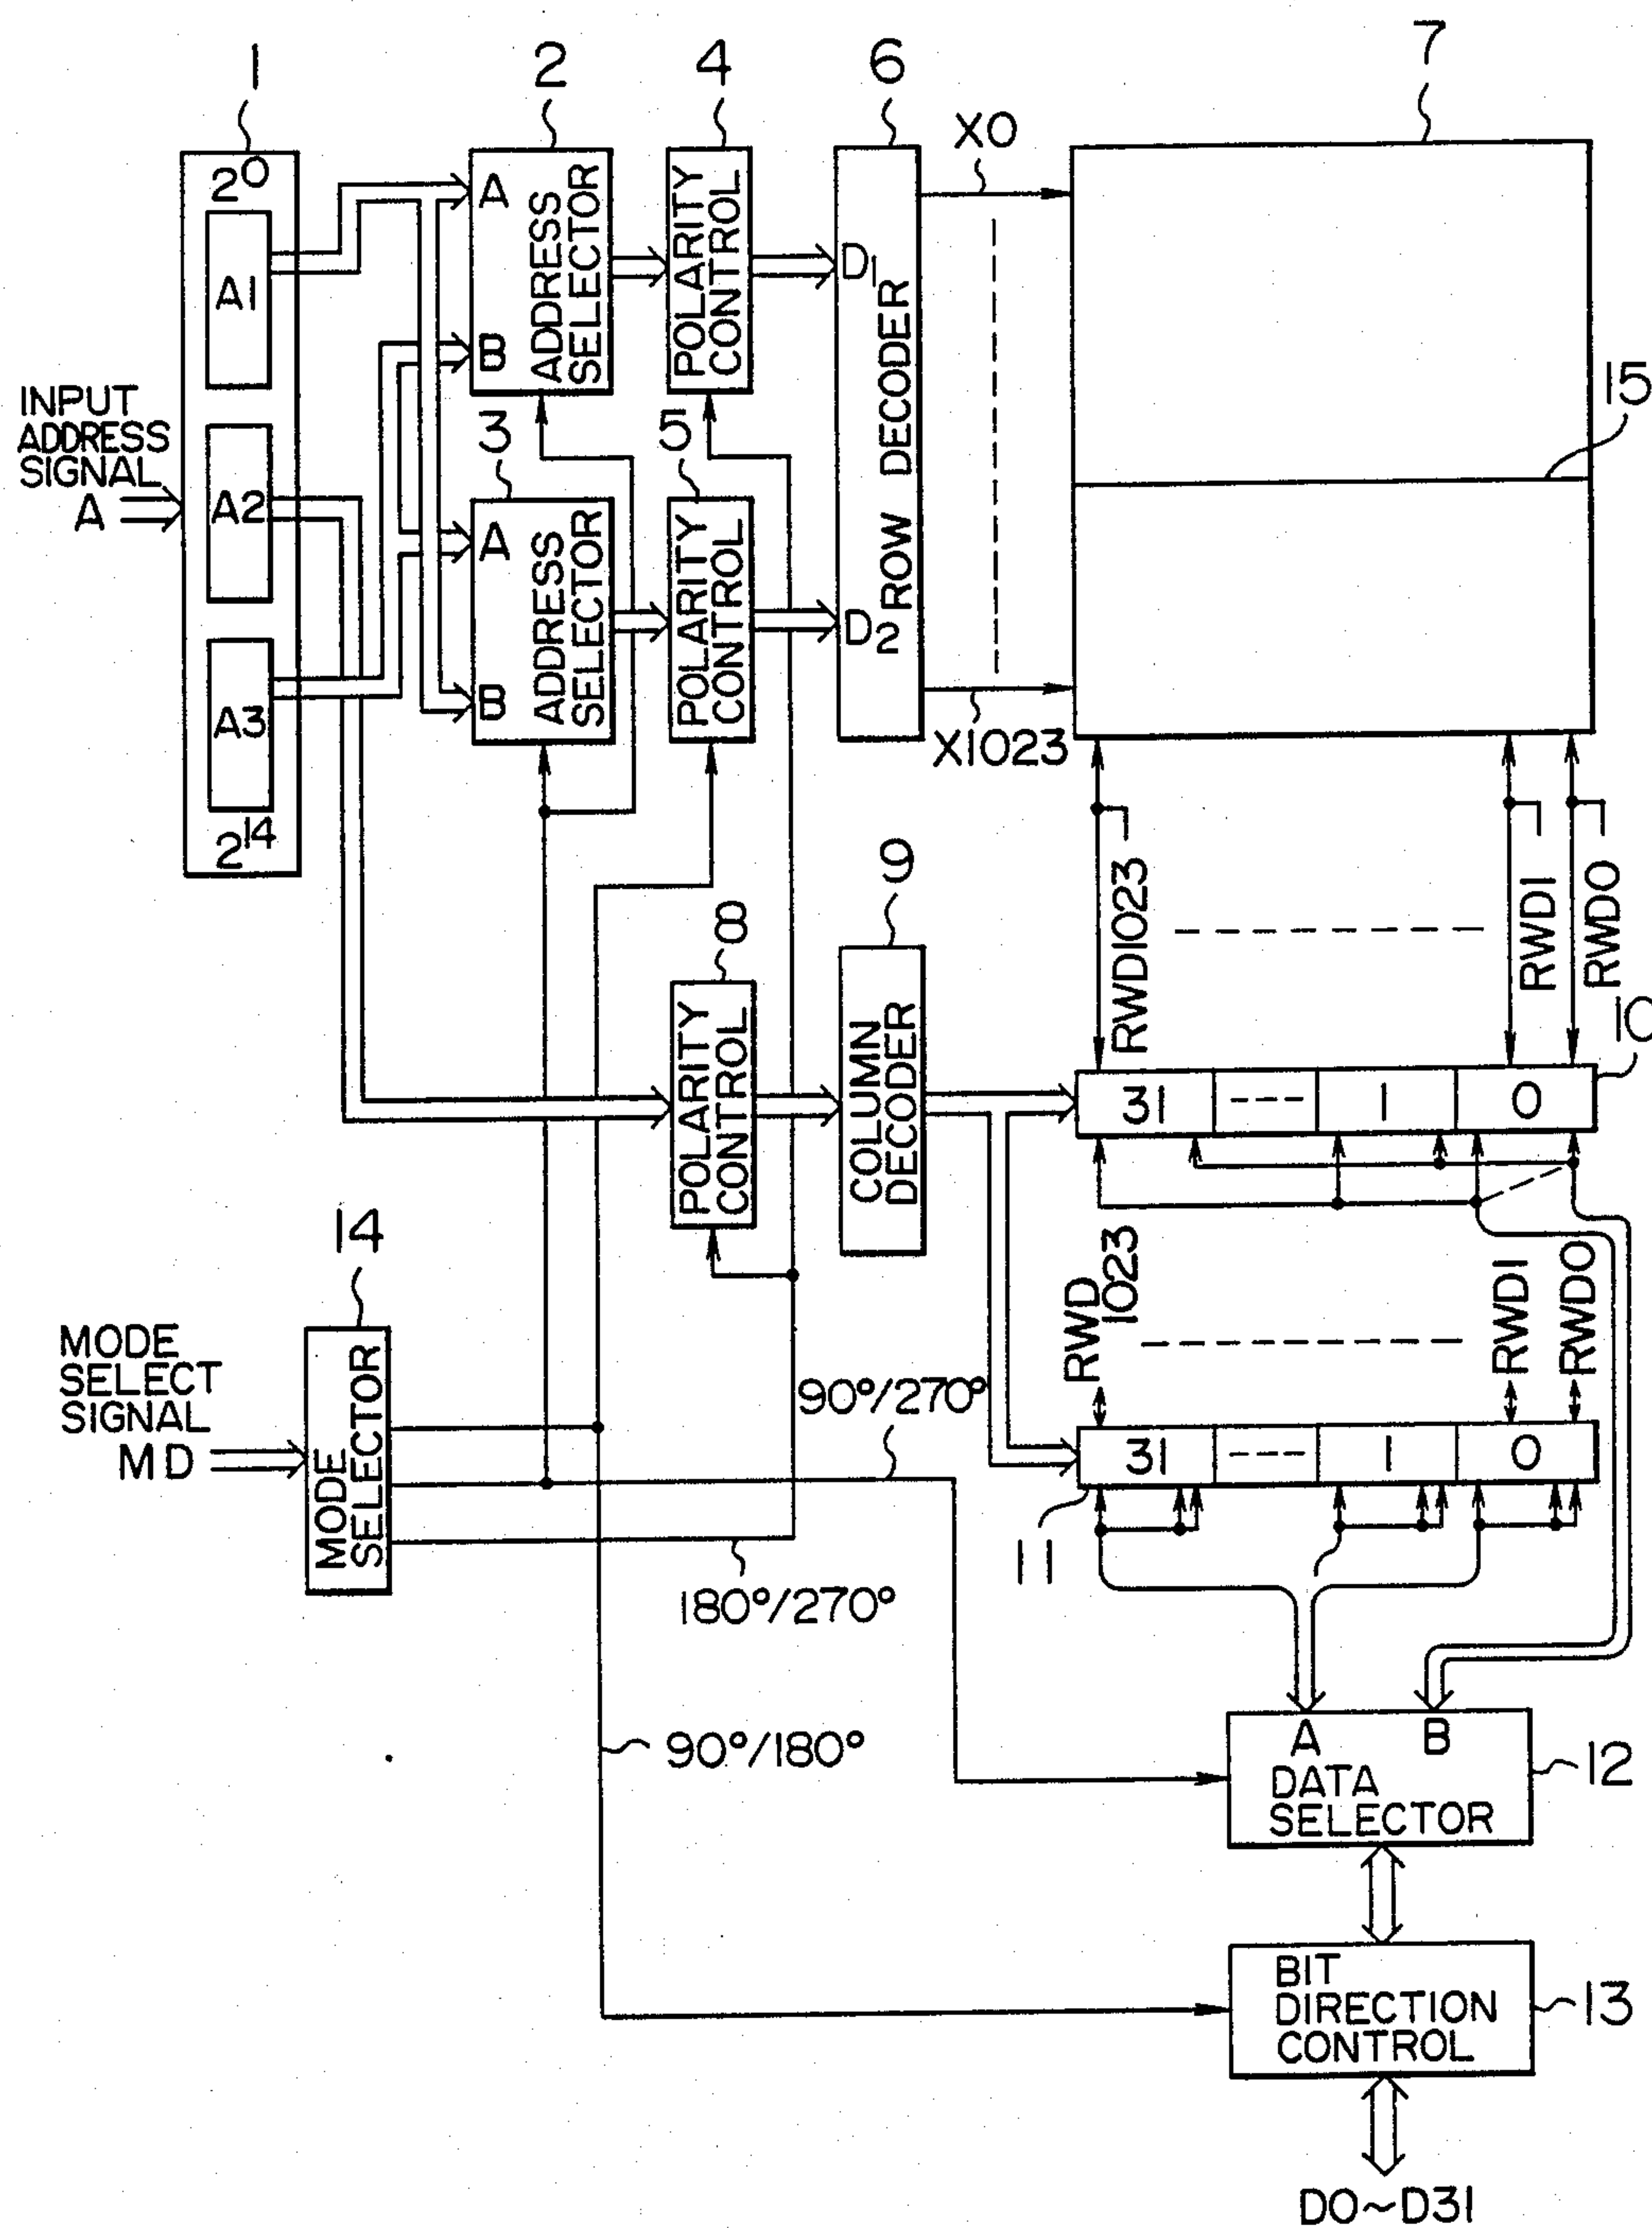 1
2
4
6
7
2^0
A1
A2
A3
2^14
INPUT
ADDRESS
SIGNAL
A
A
B
ADDRESS
SELECTOR
POLARITY
CONTROL
D1
D2
ROW DECODER
X0
X1023
15
3
A
B
ADDRESS
SELECTOR
5
POLARITY
CONTROL
RWD1023
RWD1
RWD0
8
POLARITY
CONTROL
9
COLUMN
DECODER
10
31
1
0
14
MODE
SELECT
SIGNAL
MD
MODE
SELECTOR
90°/270°
180°/270°
90°/180°
RWD
1023
RWD1
RWD0
31
1
0
11
A
B
DATA
SELECTOR
12
BIT
DIRECTION
CONTROL
13
D0~D31